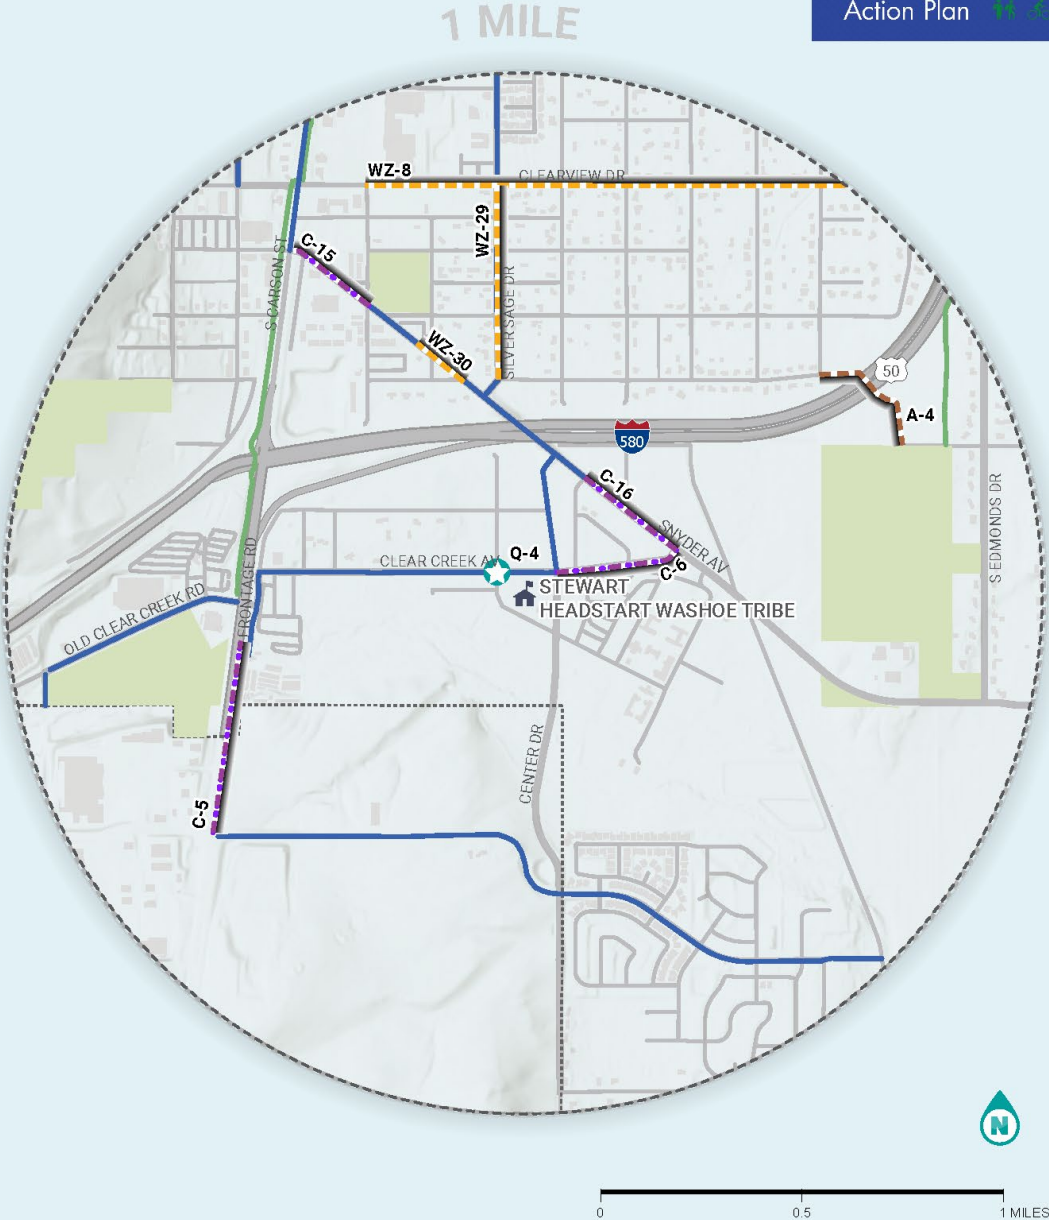 Action Plan
1 MILE
WZ-8
CLEARVIEW DR
WZ-29
C-15
S CARSON ST
SILVER SAGE DR
WZ-30
50
A-4
580
C-16
S EDMONDS DR
SNYDER AV
FRONTAGE RD
CLEAR CREEK AV
Q-4
C-6
STEWART
HEADSTART WASHOE TRIBE
OLD CLEAR CREEK RD
CENTER DR
C-5
N
0 0.5 1 MILES